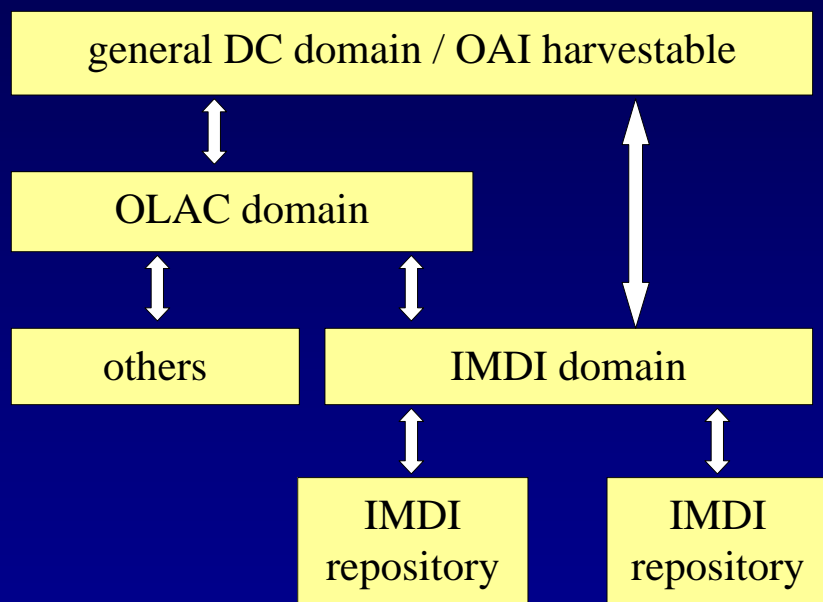 general DC domain / OAI harvestable
OLAC domain
others
IMDI domain
IMDI
repository
IMDI
repository